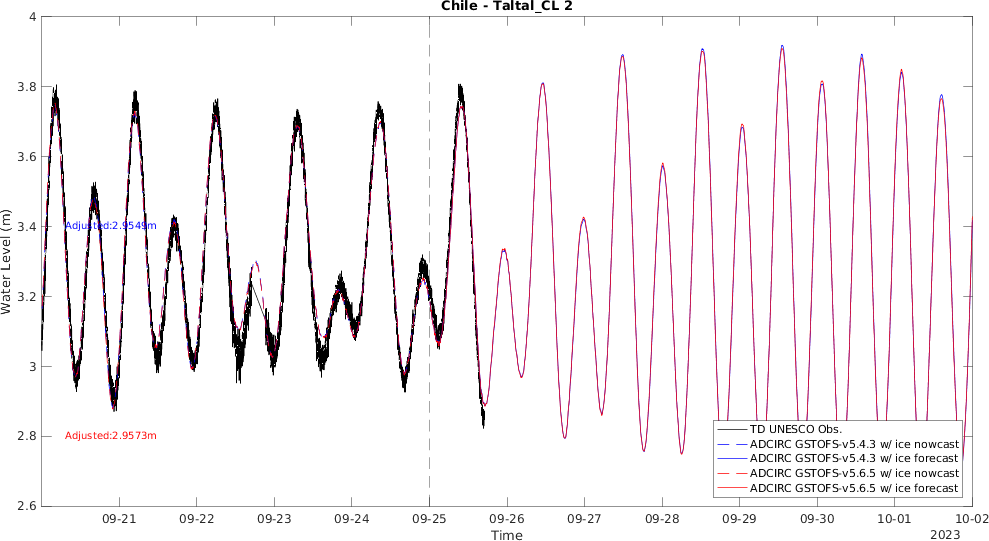 Chile - Taltal_CL 2
Water Level (m)
4
3.8
3.6
3.4
3.2
3
2.8
2.6
Adjusted:2.9549m
Adjusted:2.9573m
TD UNESCO Obs.
ADCIRC GSTOFS-v5.4.3 w/ ice nowcast
ADCIRC GSTOFS-v5.4.3 w/ ice forecast
ADCIRC GSTOFS-v5.6.5 w/ ice nowcast
ADCIRC GSTOFS-v5.6.5 w/ ice forecast
09-21 09-22 09-23 09-24 09-25 09-26 09-27 09-28 09-29 09-30 10-01 10-02
Time
2023